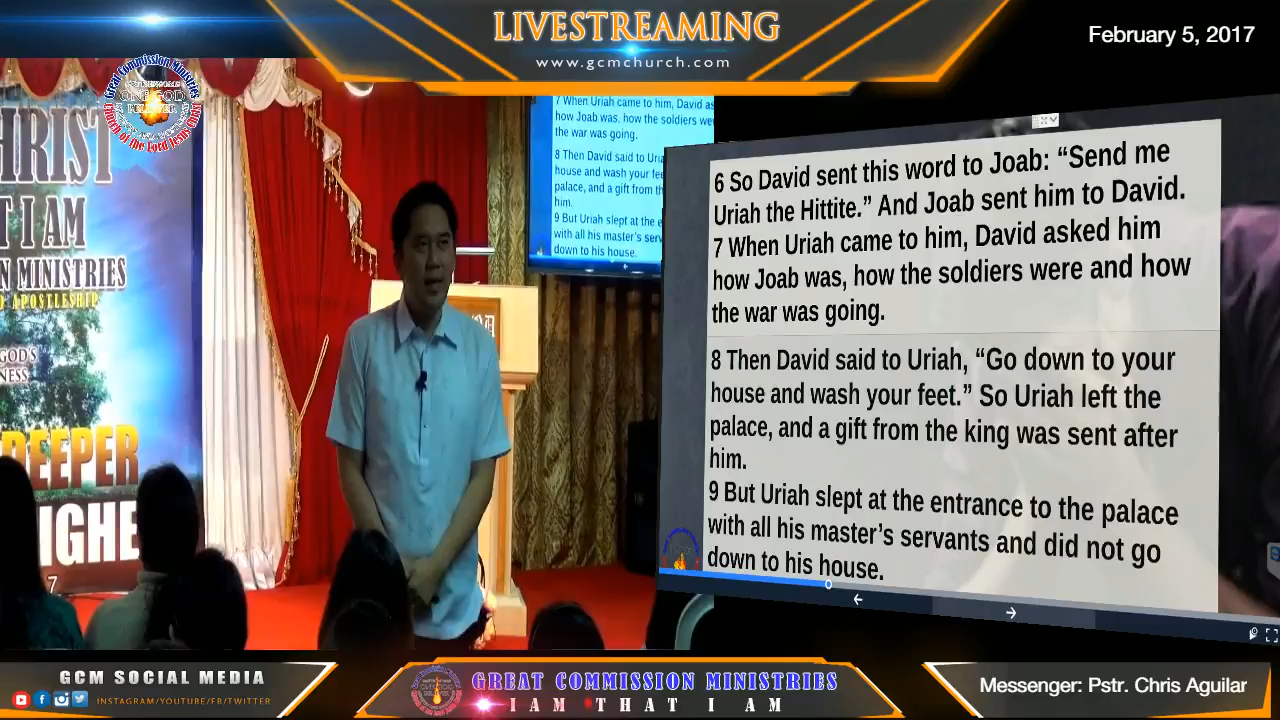 LIVESTREAMING
www.gcmchurch.com
February 5, 2017
Great Commission Ministries
ONE GOD
BELIEVER
Church of the Lord Jesus Christ
HRIST
T I AM
N MINISTRIES
D APOSTLESHIP
GOD'S
NESS
DEEPER
IGHE
7
7 When Uriah came to him, David as
how Joab was, how the soldiers we
the war was going.
8 Then David said to Uria
house and wash your fee
palace, and a gift from th
him.
9 But Uriah slept at the e
with all his master's serv
down to his house.
6 So David sent this word to Joab: “Send me
Uriah the Hittite.” And Joab sent him to David.
7 When Uriah came to him, David asked him
how Joab was, how the soldiers were and how
the war was going.
8 Then David said to Uriah, “Go down to your
house and wash your feet.” So Uriah left the
palace, and a gift from the king was sent after
him.
9 But Uriah slept at the entrance to the palace
with all his master’s servants and did not go
down to his house.
GCM SOCIAL MEDIA
INSTAGRAM/YOUTUBE/FB/TWITTER
GREAT COMMISSION MINISTRIES
I AM THAT I AM
Messenger: Pstr. Chris Aguilar